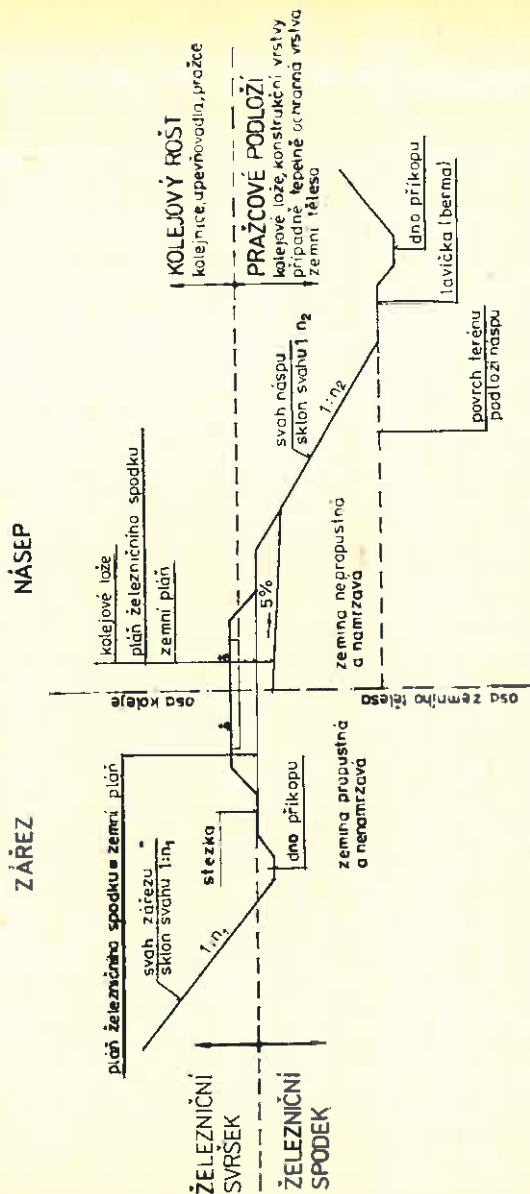 ZÁŘEZ
NÁSEP
pláň železničního spodku = zemní pláň
svah zářezu
sklon svahu 1:n₁
1:n₁
stezka
dno příkopu
zemina propustná
a nenamrzavá
ŽELEZNIČNÍ
SVRŠEK
ŽELEZNIČNÍ
SPODEK
osa koleje
osa zemního tělesa
kolejové lože
pláň železničního spodku
zemní pláň
5%
zemina nepropustná
a namrzavá
svah náspu
sklon svahu 1 n₂
1:n₂
KOLEJOVÝ ROŠT
kolejnice, upevňovadla, pražce
PRAŽCOVÉ PODLOŽÍ
kolejové lože, konstrukční vrstvy
případně tepelně ochranná vrstva
zemní těleso
dno příkopu
lavička (berma)
povrch terénu
podloží náspu